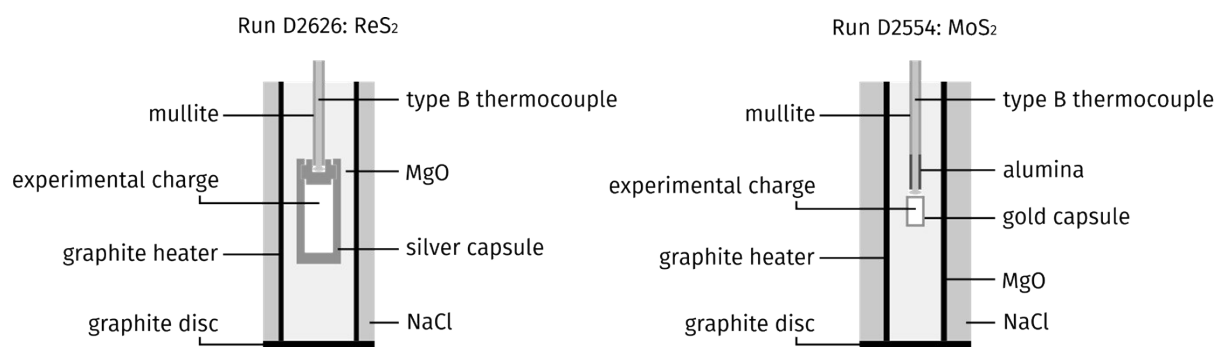 Run D2626: ReS₂
type B thermocouple
mullite
MgO
experimental charge
silver capsule
graphite heater
NaCl
graphite disc
Run D2554: MoS₂
type B thermocouple
mullite
alumina
experimental charge
gold capsule
graphite heater
MgO
NaCl
graphite disc